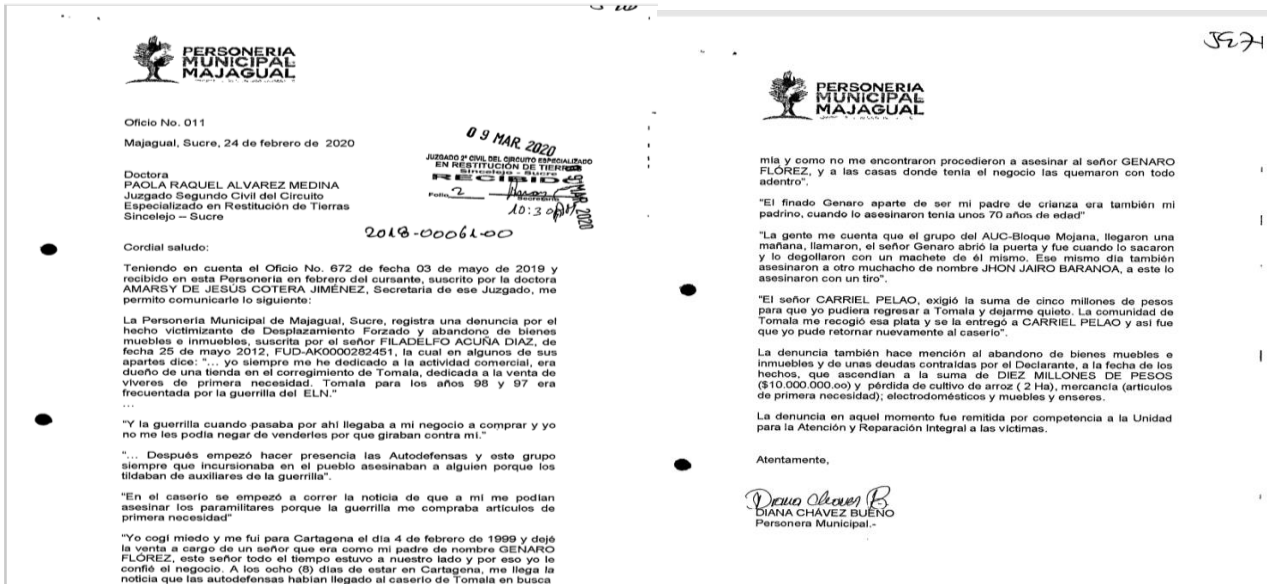 PERSONERIA
MUNICIPAL
MAJAGUAL
Oficio No. 011
Majagual, Sucre, 24 de febrero de 2020
09 MAR 2020
JUZGADO 2º CIVIL DEL CIRCUITO ESPECIALIZADO
EN RESTITUCIÓN DE TIERRAS
Sincelejo - Sucre
RECIBIDO
Folio 2
Secretaria
10:30 AM
2018-00061-00
Doctora
PAOLA RAQUEL ALVAREZ MEDINA
Juzgado Segundo Civil del Circuito
Especializado en Restitución de Tierras
Sincelejo – Sucre
Cordial saludo:
Teniendo en cuenta el Oficio No. 672 de fecha 03 de mayo de 2019 y
recibido en esta Personería en febrero del cursante, suscrito por la doctora
AMARSY DE JESÚS COTERA JIMÉNEZ, Secretaria de ese Juzgado, me
permito comunicarle lo siguiente:
La Personería Municipal de Majagual, Sucre, registra una denuncia por el
hecho victimizante de Desplazamiento Forzado y abandono de bienes
muebles e inmuebles, suscrita por el señor FILADELFO ACUÑA DIAZ, de
fecha 25 de mayo 2012, FUD-AK0000282451, la cual en algunos de sus
apartes dice: "... yo siempre me he dedicado a la actividad comercial, era
dueño de una tienda en el corregimiento de Tomala, dedicada a la venta de
víveres de primera necesidad. Tomala para los años 98 y 97 era
frecuentada por la guerrilla del ELN."
...
"Y la guerrilla cuando pasaba por ahí llegaba a mi negocio a comprar y yo
no me les podía negar de venderles por que giraban contra mi."
"... Después empezó hacer presencia las Autodefensas y este grupo
siempre que incursionaba en el pueblo asesinaban a alguien porque los
tildaban de auxiliares de la guerrilla".
"En el caserío se empezó a correr la noticia de que a mi me podían
asesinar los paramilitares porque la guerrilla me compraba artículos de
primera necesidad"
"Yo cogí miedo y me fui para Cartagena el día 4 de febrero de 1999 y dejé
la venta a cargo de un señor que era como mi padre de nombre GENARO
FLÓREZ, este señor todo el tiempo estuvo a nuestro lado y por eso yo le
confié el negocio. A los ocho (8) días de estar en Cartagena, me llega la
noticia que las autodefensas habían llegado al caserío de Tomala en busca
PERSONERIA
MUNICIPAL
MAJAGUAL
mía y como no me encontraron procedieron a asesinar al señor GENARO
FLÓREZ, y a las casas donde tenía el negocio las quemaron con todo
adentro".
"El finado Genaro aparte de ser mi padre de crianza era también mi
padrino, cuando lo asesinaron tenía unos 70 años de edad"
"La gente me cuenta que el grupo del AUC-Bloque Mojana, llegaron una
mañana, llamaron, el señor Genaro abrió la puerta y fue cuando lo sacaron
y lo degollaron con un machete de él mismo. Ese mismo día también
asesinaron a otro muchacho de nombre JHON JAIRO BARANOA, a este lo
asesinaron con un tiro".
"El señor CARRIEL PELAO, exigió la suma de cinco millones de pesos
para que yo pudiera regresar a Tomala y dejarme quieto. La comunidad de
Tomala me recogió esa plata y se la entregó a CARRIEL PELAO y así fue
que yo pude retornar nuevamente al caserío".
La denuncia también hace mención al abandono de bienes muebles e
inmuebles y de unas deudas contraídas por el Declarante, a la fecha de los
hechos, que ascendían a la suma de DIEZ MILLONES DE PESOS
($10.000.000.oo) y pérdida de cultivo de arroz ( 2 Ha), mercancía (artículos
de primera necesidad); electrodomésticos y muebles y enseres.
La denuncia en aquel momento fue remitida por competencia a la Unidad
para la Atención y Reparación Integral a las víctimas.
Atentamente,
Diana Chavez B
DIANA CHÁVEZ BUENO
Personera Municipal.-